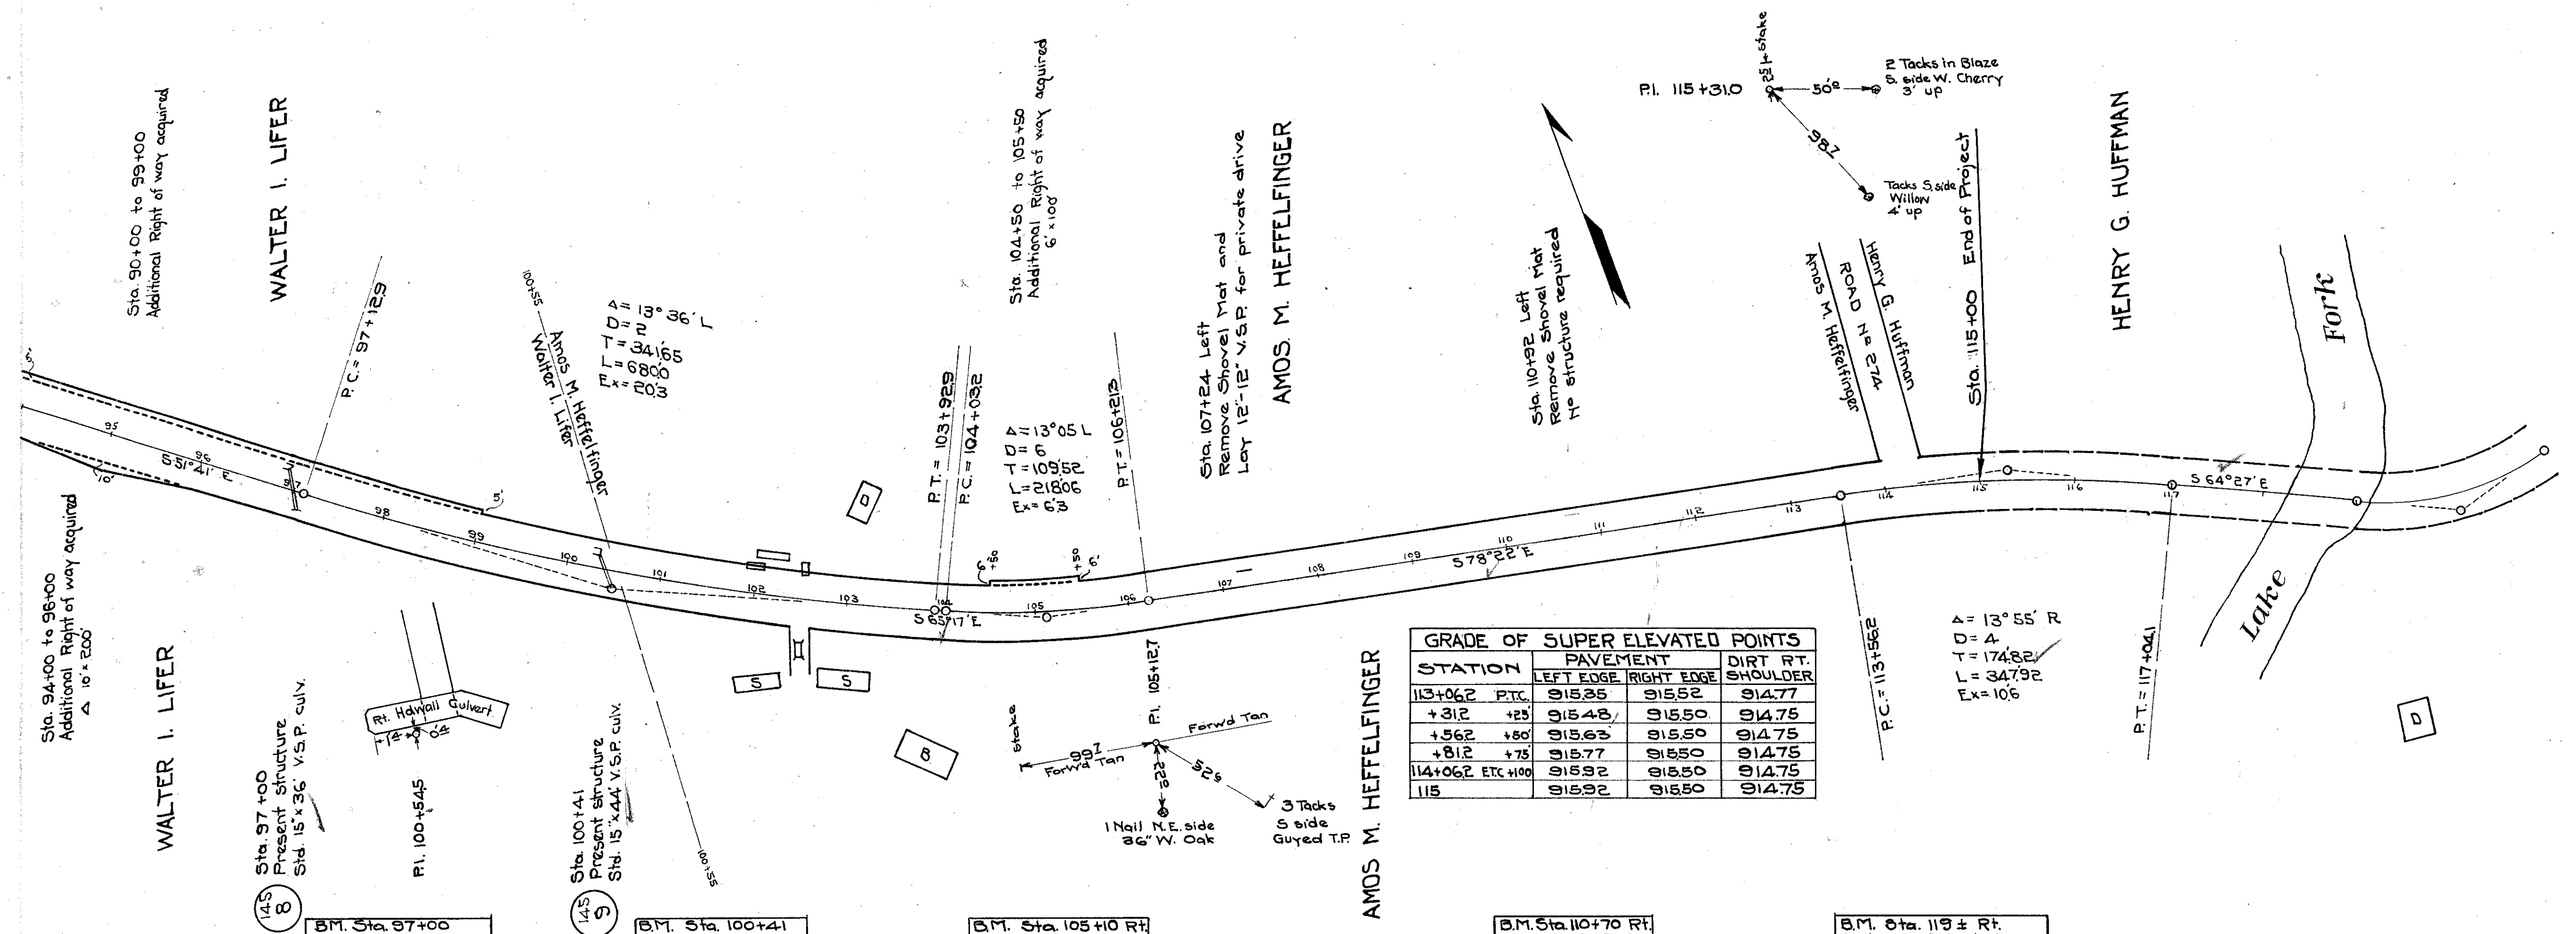 Sta. 90+00 to 99+00
Additional Right of way acquired
WALTER I. LIFER
P.C. = 97+12.9
100+55
Amos M. Heffelfinger
Walter I. Lifer
100+55
Δ = 13° 36' L
D = 2
T = 341.65
L = 680.0
Ex = 20.3
Sta. 104+50 to 105+50
Additional Right of way acquired
6' x 100'
P.T. = 103+92.9
P.C. = 104+03.2
Δ = 13°05' L
D = 6
T = 109.52
L = 218.06
Ex = 6.3
P.T. = 106+21.3
Sta. 107+24 Left
Remove Shovel Mat and
Lay 12'-12" V.S.P. for private drive
AMOS. M. HEFFELFINGER
Sta. 110+92 Left
Remove Shovel Mat
No structure required
P.I. 115+31.0
25.1 + Stake
50.0
2 Tacks in Blaze
S. side W. Cherry
3' up
98.7
Tacks S. side
Willow
4' up
Amos M. Heffelfinger
ROAD No 274
Henry G. Huffman
Sta. 115+00 End of Project
HENRY G. HUFFMAN
Lake Fork
6'
95
96
S 51°41' E
97
10'
5'
98
99
100
101
102
103
104
S 65°17' E
6'
+50
+50
6'
105
106
107
108
109
110
S 78°22' E
111
112
113
114
115
116
117
S 64°27' E
D
S
S
B
D
Sta. 94+00 to 96+00
Additional Right of way acquired
Δ 10' x 200'
WALTER I. LIFER
145
8
Sta. 97+00
Present structure
Std. 15" x 36' V.S.P. culv.
Rt. Hdwall Culvert
1.4
0.4
P.I. 100+54.5
145
9
Sta. 100+41
Present structure
Std. 15" x 44' V.S.P. culv.
Stake
99.7
Forw'd Tan
P.I. 105+12.7
Forw'd Tan
22.9
52.6
1 Nail N.E. side
36" W. Oak
3 Tacks
S side
Guyed T.P.
AMOS M. HEFFELFINGER
GRADE OF SUPER ELEVATED POINTS
STATION PAVEMENT DIRT RT. SHOULDER
LEFT EDGE RIGHT EDGE
113+06.2 P.T.C. 915.35 915.52 914.77
+31.2 +25' 915.48 915.50 914.75
+56.2 +50' 915.63 915.50 914.75
+81.2 +75' 915.77 915.50 914.75
114+06.2 E.T.C. +100 915.92 915.50 914.75
115 915.92 915.50 914.75
P.C. = 113+56.2
Δ = 13° 55' R
D = 4
T = 174.82
L = 347.92
Ex = 10.6
P.T. = 117+04.1
B.M. Sta. 97+00
B.M. Sta. 100+41
B.M. Sta. 105+10 Rt.
B.M. Sta. 110+70 Rt.
B.M. Sta. 119 ± Rt.